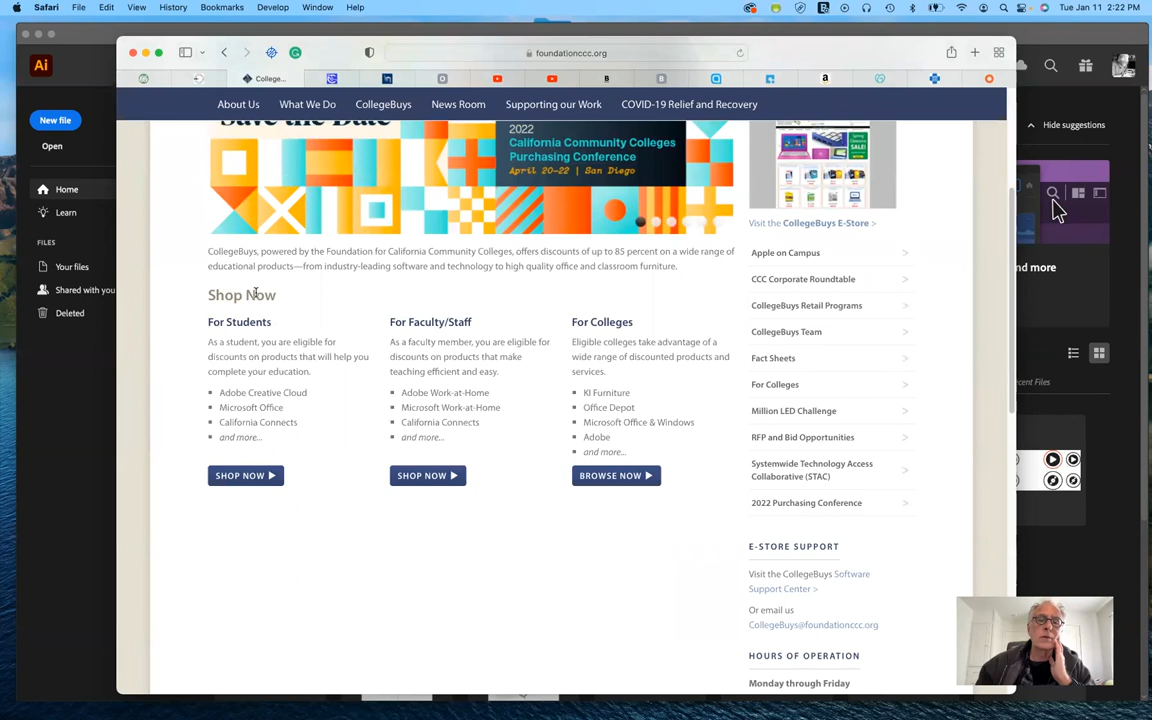 Safari File Edit View History Bookmarks Develop Window Help
Tue Jan 11 2:22 PM
Ai
foundationccc.org
College...
New file
Open
Home
Learn
FILES
Your files
Shared with you
Deleted
Hide suggestions
nd more
ecent Files
About Us What We Do CollegeBuys News Room Supporting our Work COVID-19 Relief and Recovery
Save the Date
2022
California Community Colleges
Purchasing Conference
April 20–22 | San Diego
CollegeBuys, powered by the Foundation for California Community Colleges, offers discounts of up to 85 percent on a wide range of
educational products—from industry-leading software and technology to high quality office and classroom furniture.
Shop Now
For Students
As a student, you are eligible for
discounts on products that will help you
complete your education.
Adobe Creative Cloud
Microsoft Office
California Connects
and more...
SHOP NOW
For Faculty/Staff
As a faculty member, you are eligible for
discounts on products that make
teaching efficient and easy.
Adobe Work-at-Home
Microsoft Work-at-Home
California Connects
and more...
SHOP NOW
For Colleges
Eligible colleges take advantage of a
wide range of discounted products and
services.
KI Furniture
Office Depot
Microsoft Office & Windows
Adobe
and more...
BROWSE NOW
Visit the CollegeBuys E-Store >
Apple on Campus >
CCC Corporate Roundtable >
CollegeBuys Retail Programs >
CollegeBuys Team >
Fact Sheets >
For Colleges >
Million LED Challenge >
RFP and Bid Opportunities >
Systemwide Technology Access
Collaborative (STAC) >
2022 Purchasing Conference >
E-STORE SUPPORT
Visit the CollegeBuys Software
Support Center >
Or email us
CollegeBuys@foundationccc.org
HOURS OF OPERATION
Monday through Friday